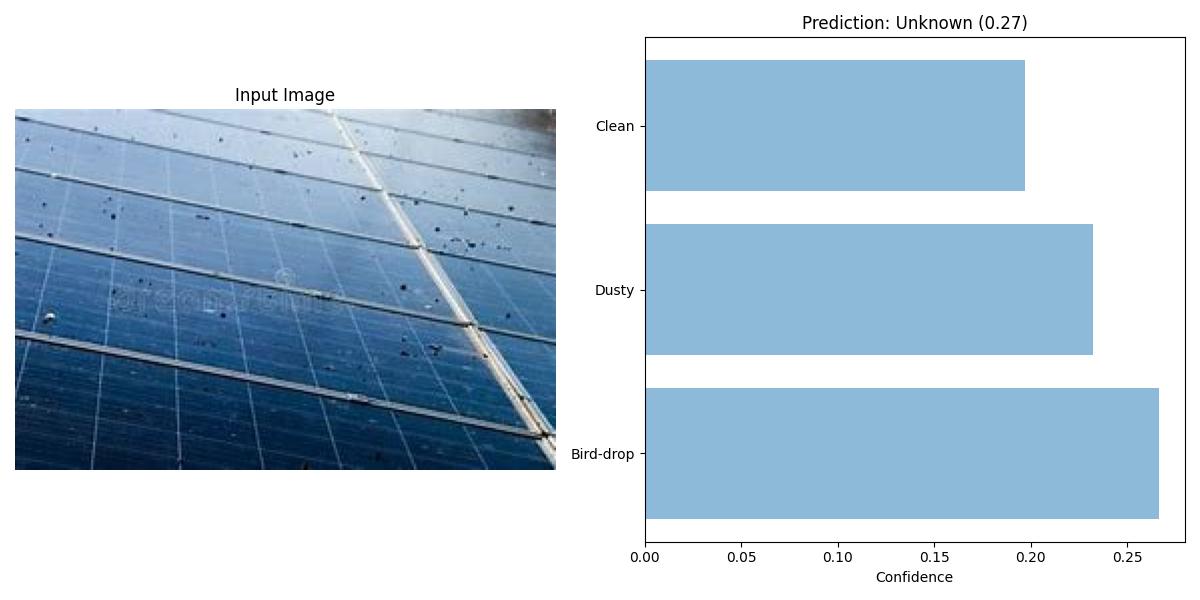 Input Image
Prediction: Unknown (0.27)
Clean
Dusty
Bird-drop
0.00 0.05 0.10 0.15 0.20 0.25
Confidence